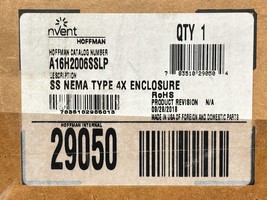 nvent
HOFFMAN
QTY 1
HOFFMAN CATALOG NUMBER
A16H2006SSLP
DESCRIPTION
SS NEMA TYPE 4X ENCLOSURE
RoHS
PRODUCT REVISION N/A
09/28/2018
MADE IN USA OF FOREIGN AND DOMESTIC PARTS
HOFFMAN INTERNAL
29050